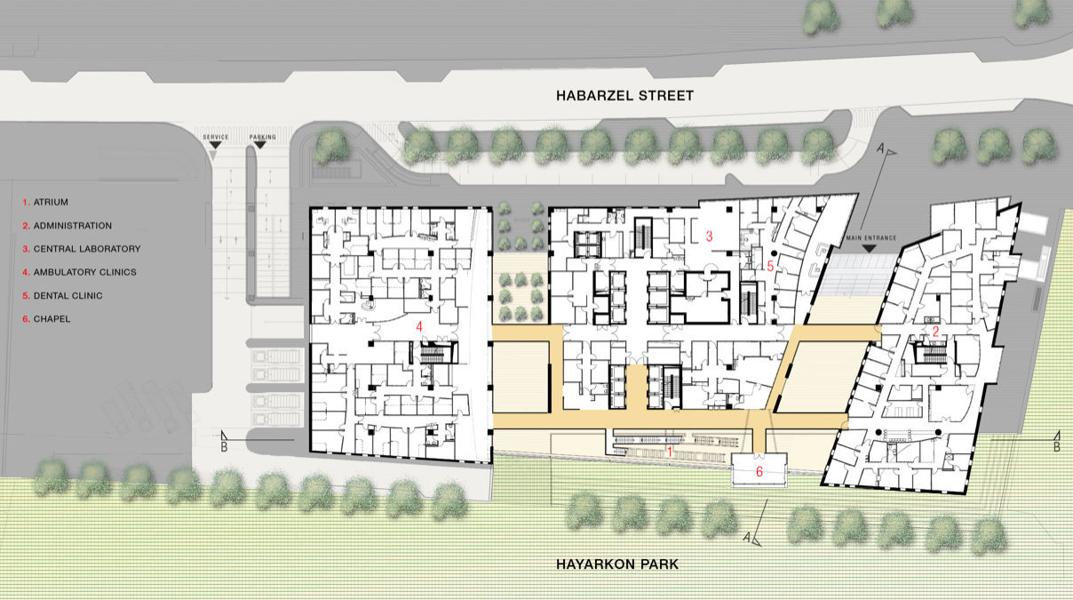 HABARZEL STREET
SERVICE
PARKING
A
1. ATRIUM
2. ADMINISTRATION
3. CENTRAL LABORATORY
4. AMBULATORY CLINICS
5. DENTAL CLINIC
6. CHAPEL
3
MAIN ENTRANCE
5
4
2
B
B
1
6
A
HAYARKON PARK